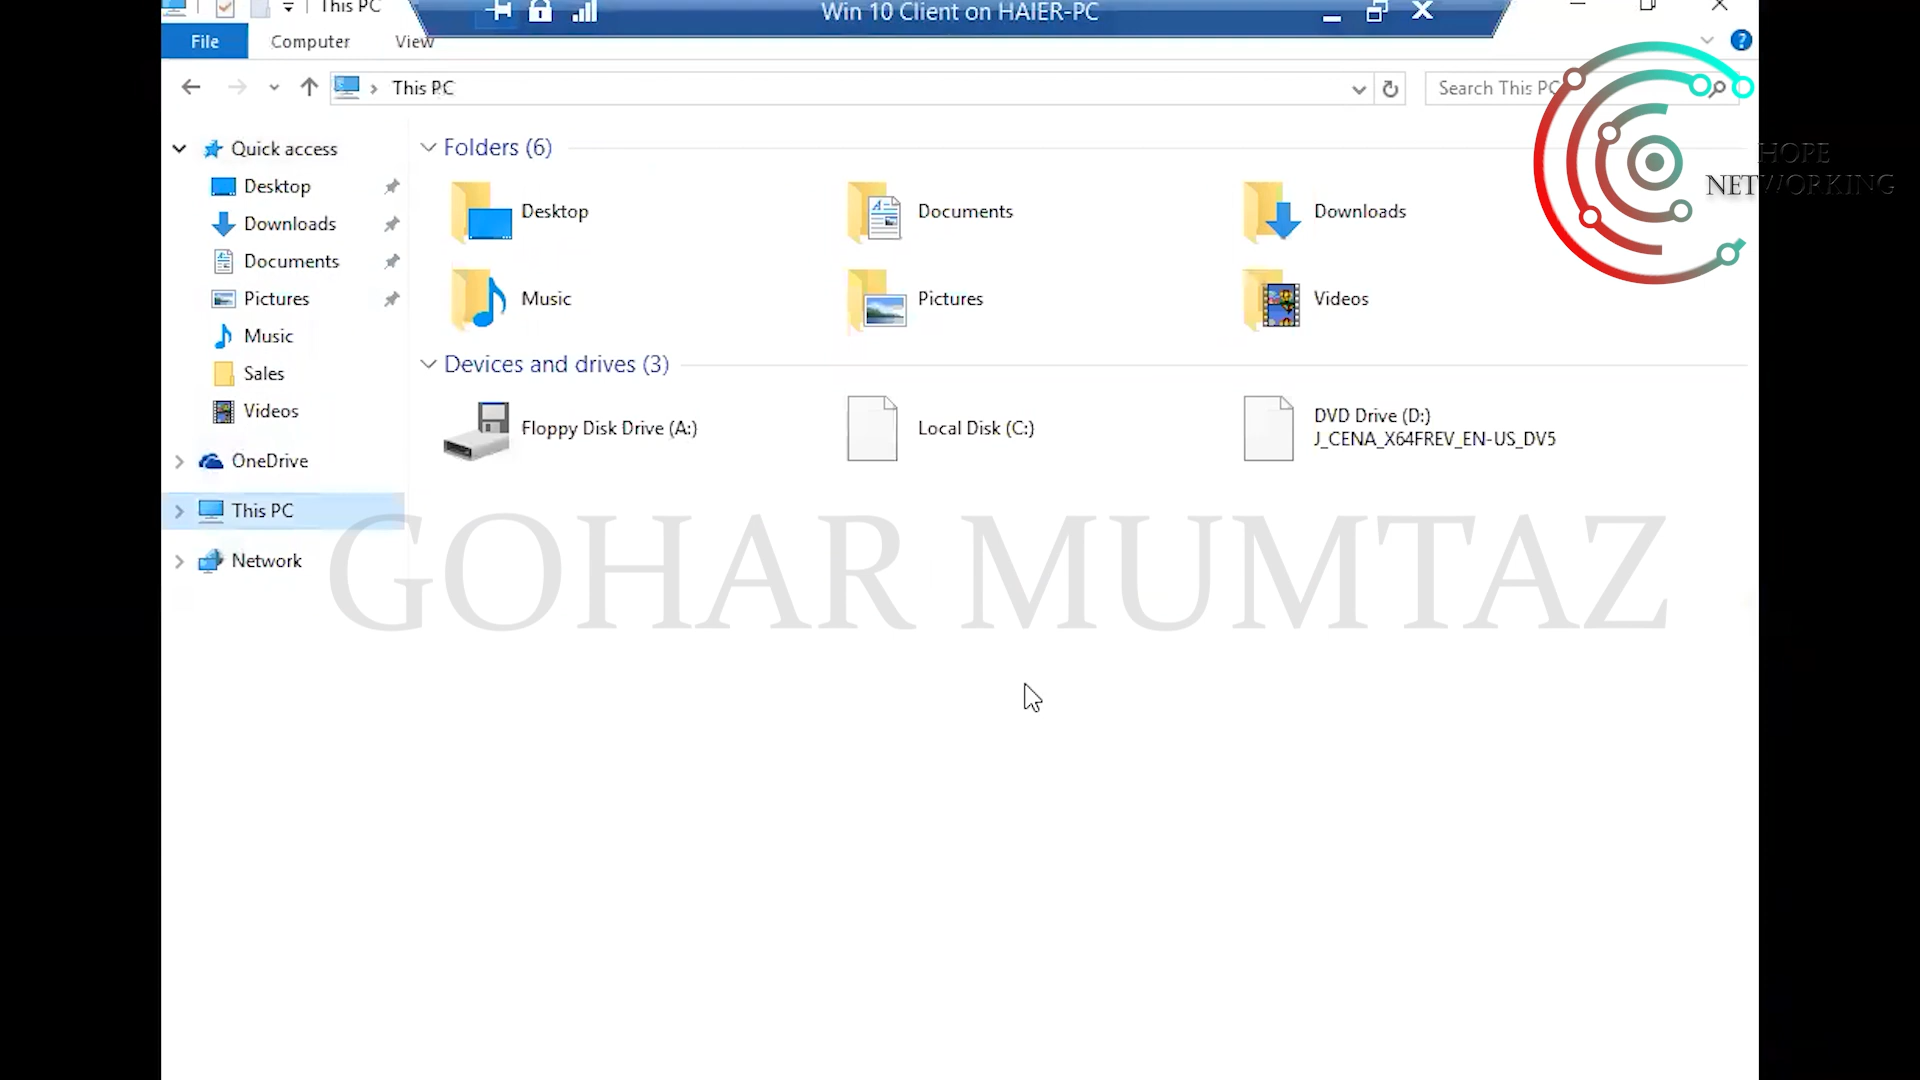 This PC
Win 10 Client on HAIER-PC
File
Computer
View
This PC
Search This PC
HOPE
NETWORKING
Quick access
Desktop
Downloads
Documents
Pictures
Music
Sales
Videos
OneDrive
This PC
Network
Folders (6)
Desktop
Documents
Downloads
Music
Pictures
Videos
Devices and drives (3)
Floppy Disk Drive (A:)
Local Disk (C:)
DVD Drive (D:)
J_CENA_X64FREV_EN-US_DV5
GOHAR MUMTAZ